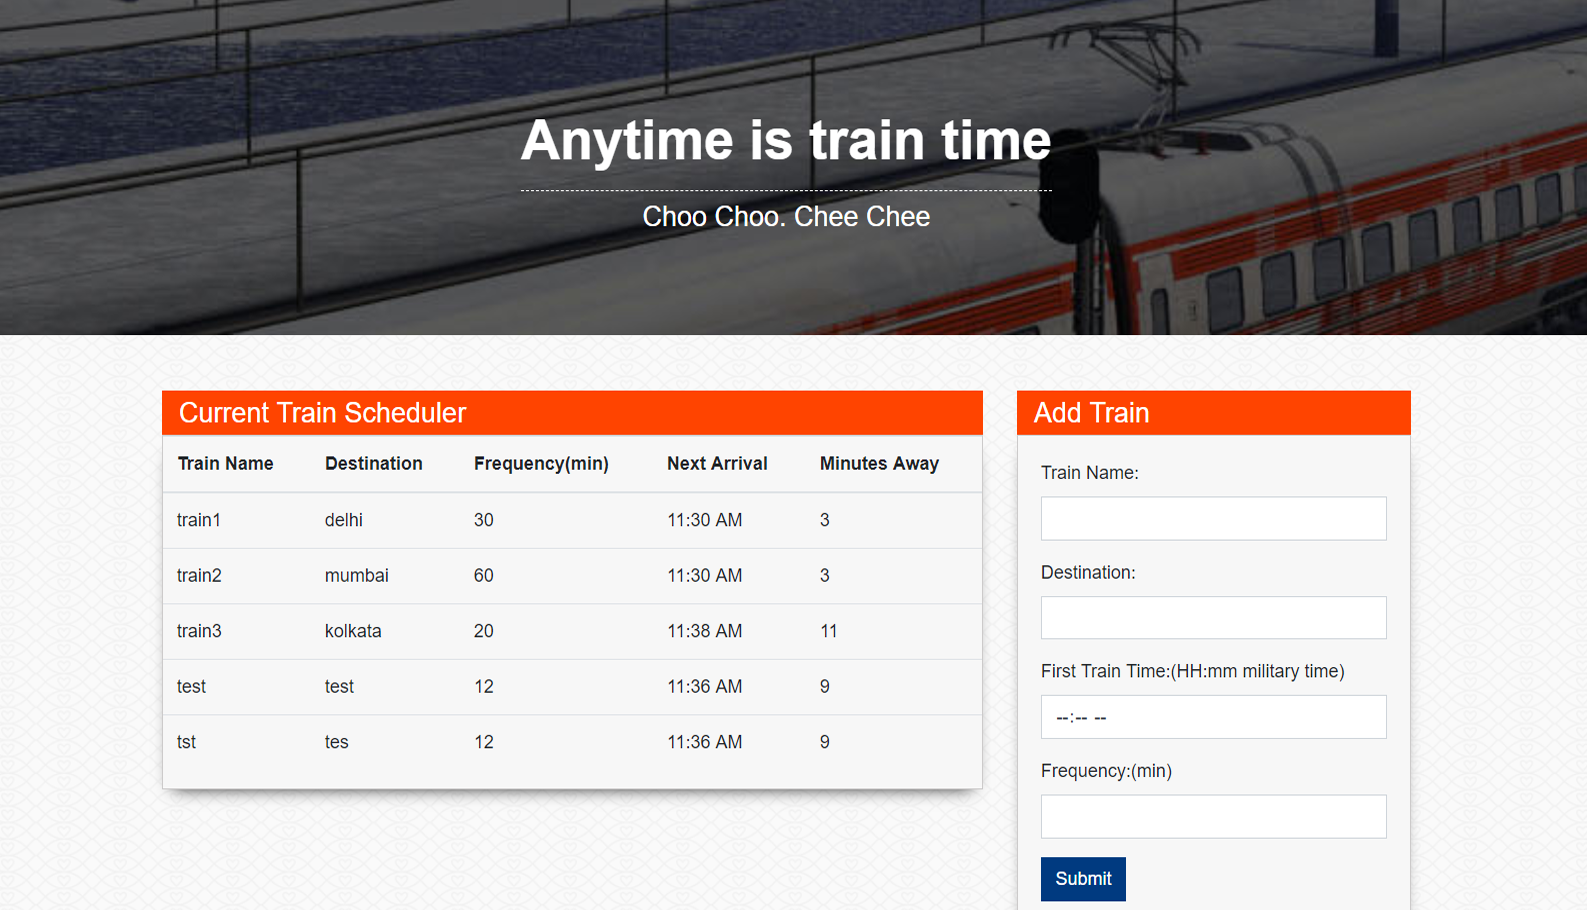 Anytime is train time
Choo Choo. Chee Chee
Current Train Scheduler
Train Name Destination Frequency(min) Next Arrival Minutes Away
train1 delhi 30 11:30 AM 3
train2 mumbai 60 11:30 AM 3
train3 kolkata 20 11:38 AM 11
test test 12 11:36 AM 9
tst tes 12 11:36 AM 9
Add Train
Train Name:
Destination:
First Train Time:(HH:mm military time)
--:-- --
Frequency:(min)
Submit